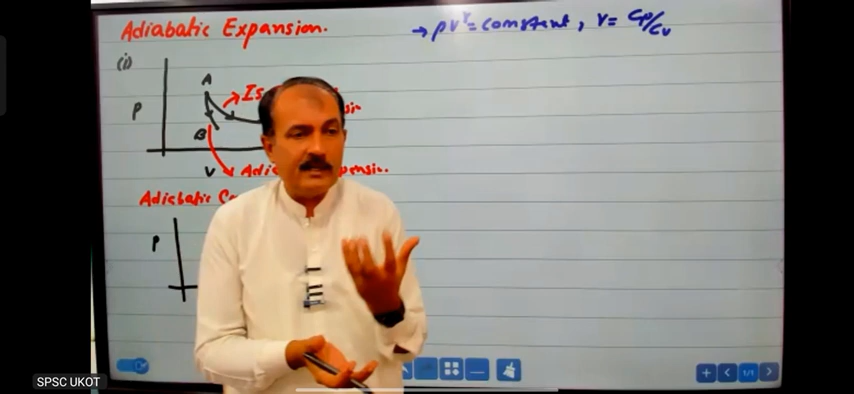 Adiabatic Expansion.
→ PV^γ = constant, γ = Cp/Cv
(i)
A
P
B
V
Adiabatic
P
1/1
SPSC UKOT